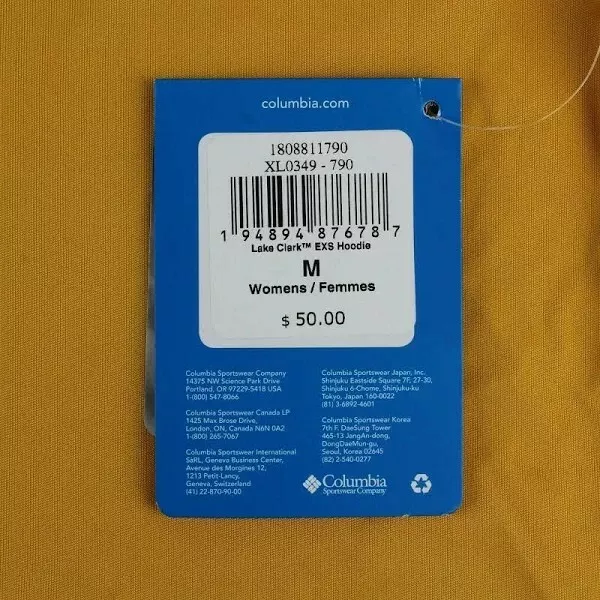 columbia.com
1808811790
XL0349 - 790
1 94894 87678 7
Lake Clark™ EXS Hoodie
M
Womens / Femmes
$ 50.00
Columbia Sportswear Company
14375 NW Science Park Drive
Portland, OR 97229-5418 USA
1-(800) 547-8066
Columbia Sportswear Canada LP
1425 Max Brose Drive,
London, ON, Canada N6N 0A2
1-(800) 265-7067
Columbia Sportswear International
SàRL, Geneva Business Center,
Avenue des Morgines 12,
1213 Petit-Lancy,
Geneva, Switzerland
(41) 22-870-90-00
Columbia Sportswear Japan, Inc.
Shinjuku Eastside Square 7F, 27-30,
Shinjuku 6-Chome, Shinjuku-ku
Tokyo, Japan 160-0022
(81) 3-6892-4601
Columbia Sportswear Korea
7th F. DaeSung Tower
465-13 JangAn-dong,
DongDaeMun-gu,
Seoul, Korea 02645
(82) 2-540-0277
Columbia
Sportswear Company